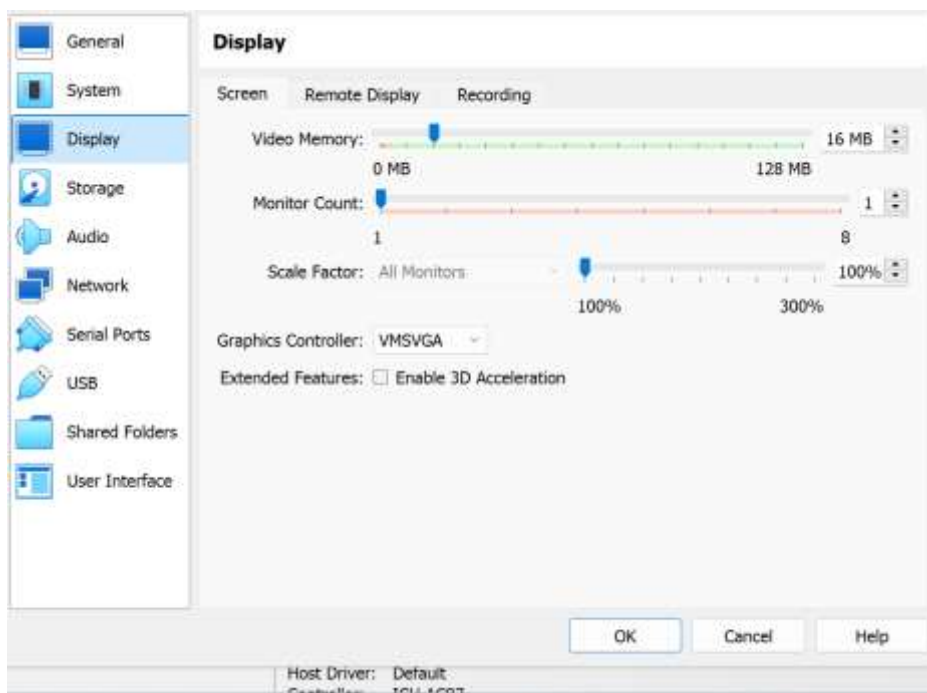 General
System
Display
Storage
Audio
Network
Serial Ports
USB
Shared Folders
User Interface
Display
Screen Remote Display Recording
Video Memory: 16 MB
0 MB 128 MB
Monitor Count: 1
1 8
Scale Factor: All Monitors 100%
100% 300%
Graphics Controller: VMSVGA
Extended Features: Enable 3D Acceleration
OK Cancel Help
Host Driver: Default